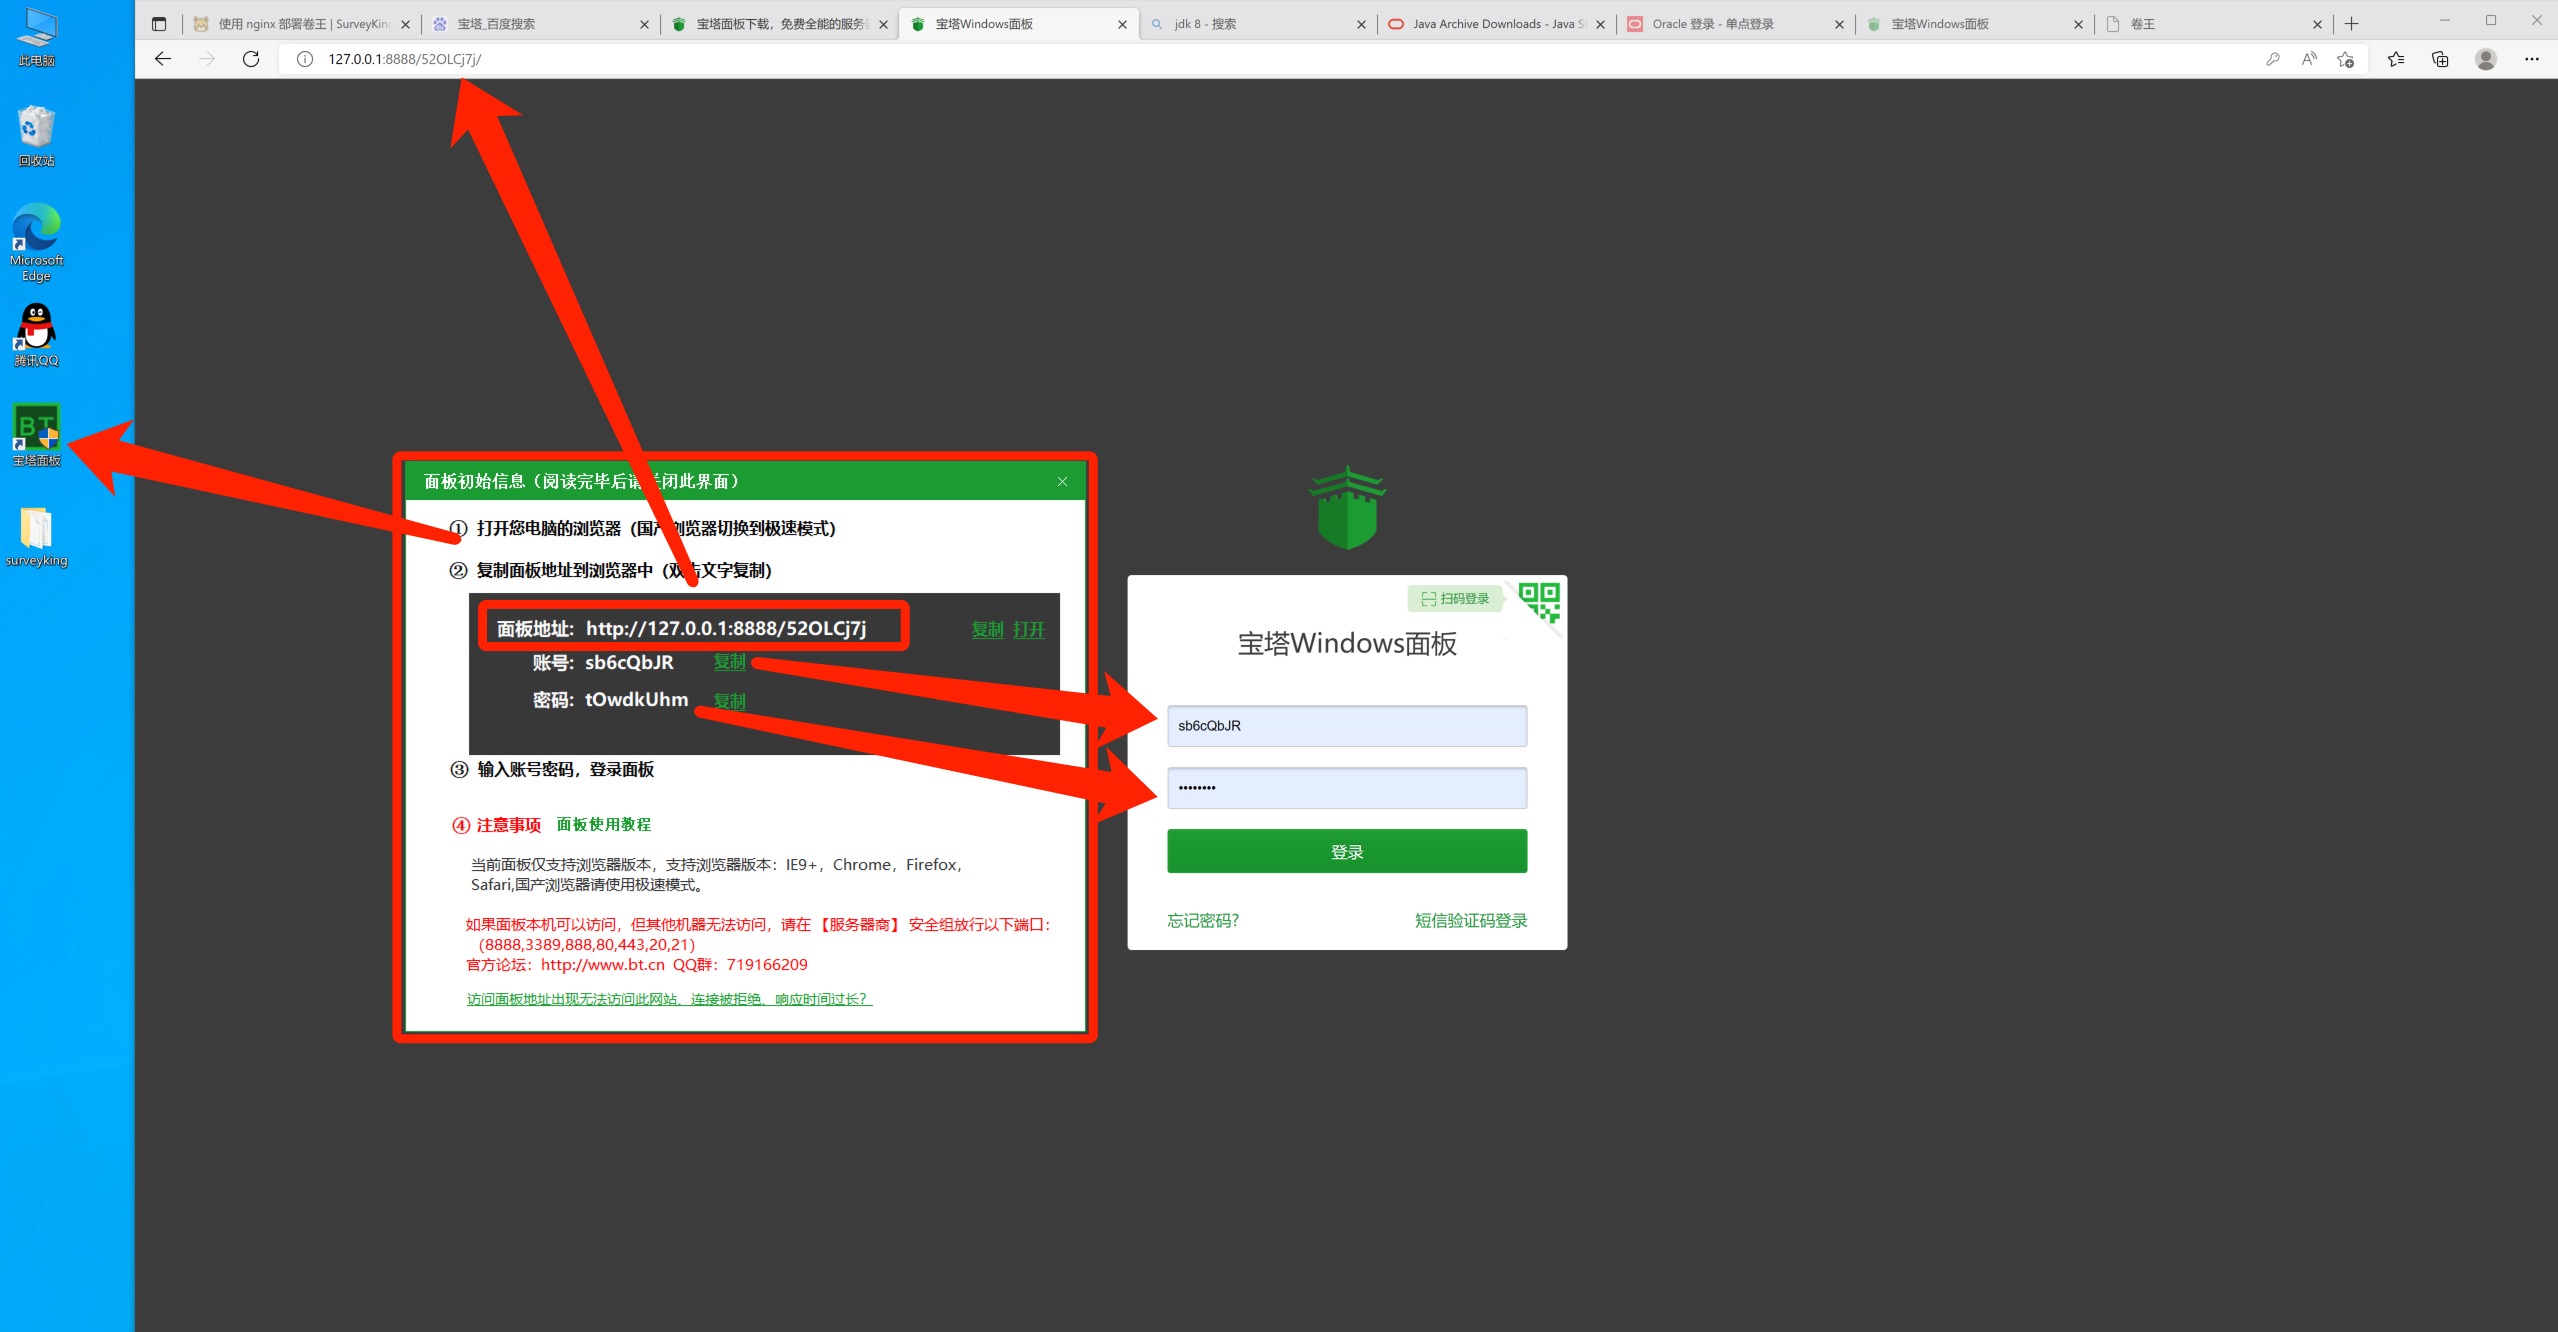 此电脑
回收站
Microsoft
Edge
腾讯QQ
BT
宝塔面板
surveyking
使用 nginx 部署卷王 | SurveyKin
宝塔_百度搜索
宝塔面板下载，免费全能的服务
宝塔Windows面板
jdk 8 - 搜索
Java Archive Downloads - Java S
Oracle 登录 - 单点登录
宝塔Windows面板
卷王
127.0.0.1:8888/52OLCj7j/
面板初始信息（阅读完毕后请关闭此界面）
① 打开您电脑的浏览器（国产浏览器切换到极速模式）
② 复制面板地址到浏览器中（双击文字复制）
面板地址：http://127.0.0.1:8888/52OLCj7j 复制 打开
账号：sb6cQbJR 复制
密码：tOwdkUhm 复制
③ 输入账号密码，登录面板
④ 注意事项 面板使用教程
当前面板仅支持浏览器版本，支持浏览器版本：IE9+，Chrome，Firefox，
Safari,国产浏览器请使用极速模式。
如果面板本机可以访问，但其他机器无法访问，请在 【服务器商】 安全组放行以下端口：
（8888,3389,888,80,443,20,21）
官方论坛：http://www.bt.cn QQ群：719166209
访问面板地址出现无法访问此网站、连接被拒绝、响应时间过长？
扫码登录
宝塔Windows面板
sb6cQbJR
••••••••
登录
忘记密码?
短信验证码登录